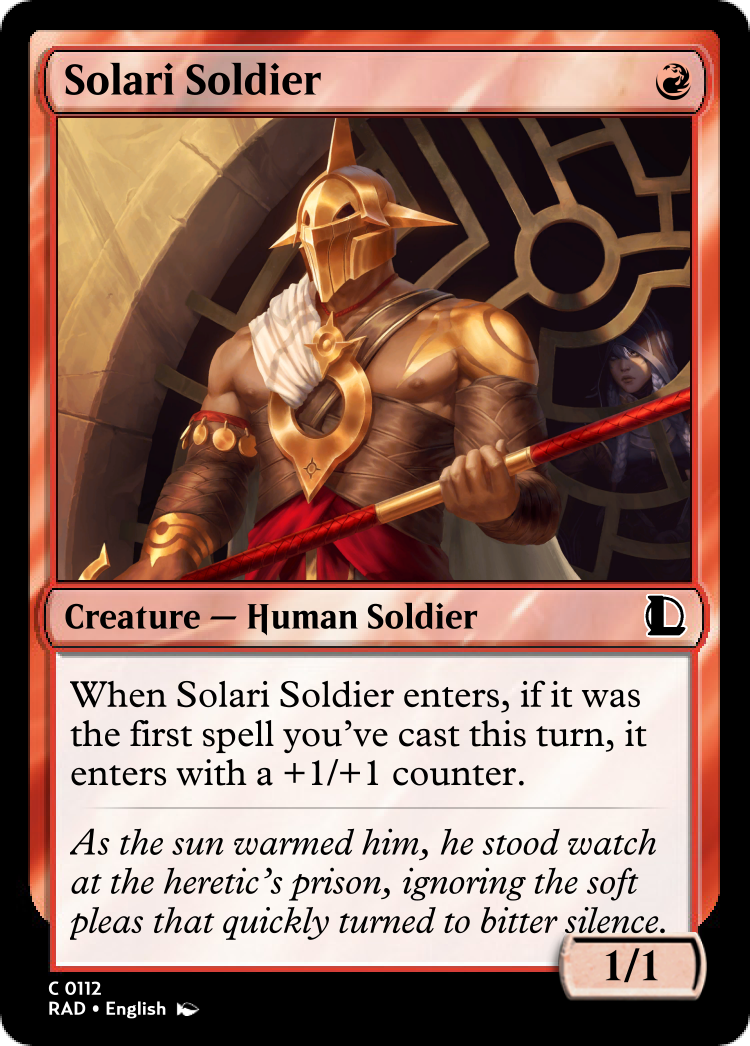 Solari Soldier
Creature — Human Soldier
When Solari Soldier enters, if it was
the first spell you've cast this turn, it
enters with a +1/+1 counter.
As the sun warmed him, he stood watch
at the heretic's prison, ignoring the soft
pleas that quickly turned to bitter silence.
1/1
C 0112
RAD • English